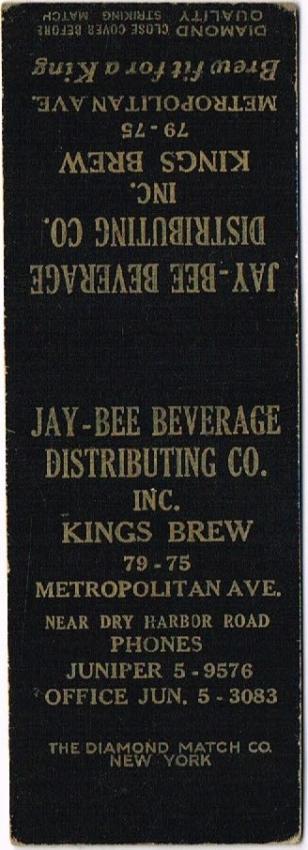 JAY-BEE BEVERAGE
DISTRIBUTING CO.
INC.
KINGS BREW
79-75
METROPOLITAN AVE.
Brew fit for a King
DIAMOND QUALITY
CLOSE COVER BEFORE STRIKING MATCH
JAY-BEE BEVERAGE
DISTRIBUTING CO.
INC.
KINGS BREW
79-75
METROPOLITAN AVE.
NEAR DRY HARBOR ROAD
PHONES
JUNIPER 5-9576
OFFICE JUN. 5-3083
THE DIAMOND MATCH CO.
NEW YORK